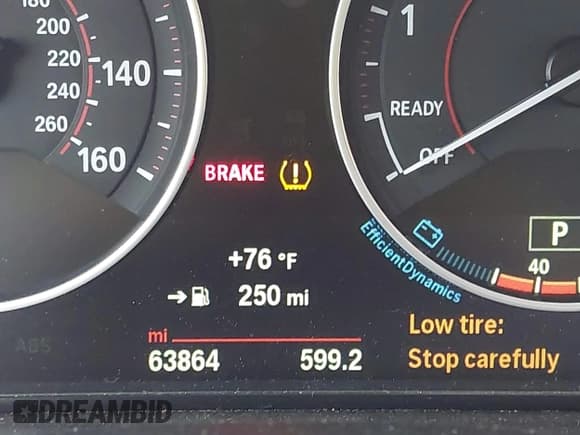 180
200
220
240
260
140
160
1
READY
OFF
BRAKE
+76 °F
250 mi
EfficientDynamics
P
40
mi
63864 599.2
Low tire:
Stop carefully
ABS
DREAMBID